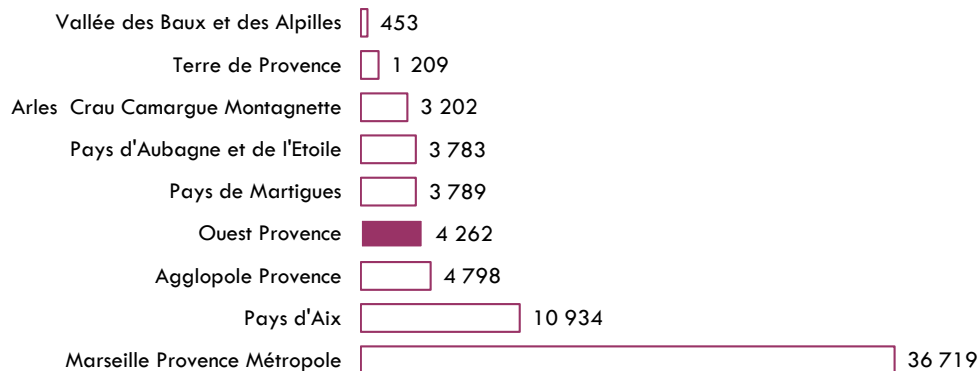 Vallée des Baux et des Alpilles 453
Terre de Provence 1 209
Arles  Crau Camargue Montagnette 3 202
Pays d'Aubagne et de l'Etoile 3 783
Pays de Martigues 3 789
Ouest Provence 4 262
Agglopole Provence 4 798
Pays d'Aix 10 934
Marseille Provence Métropole 36 719